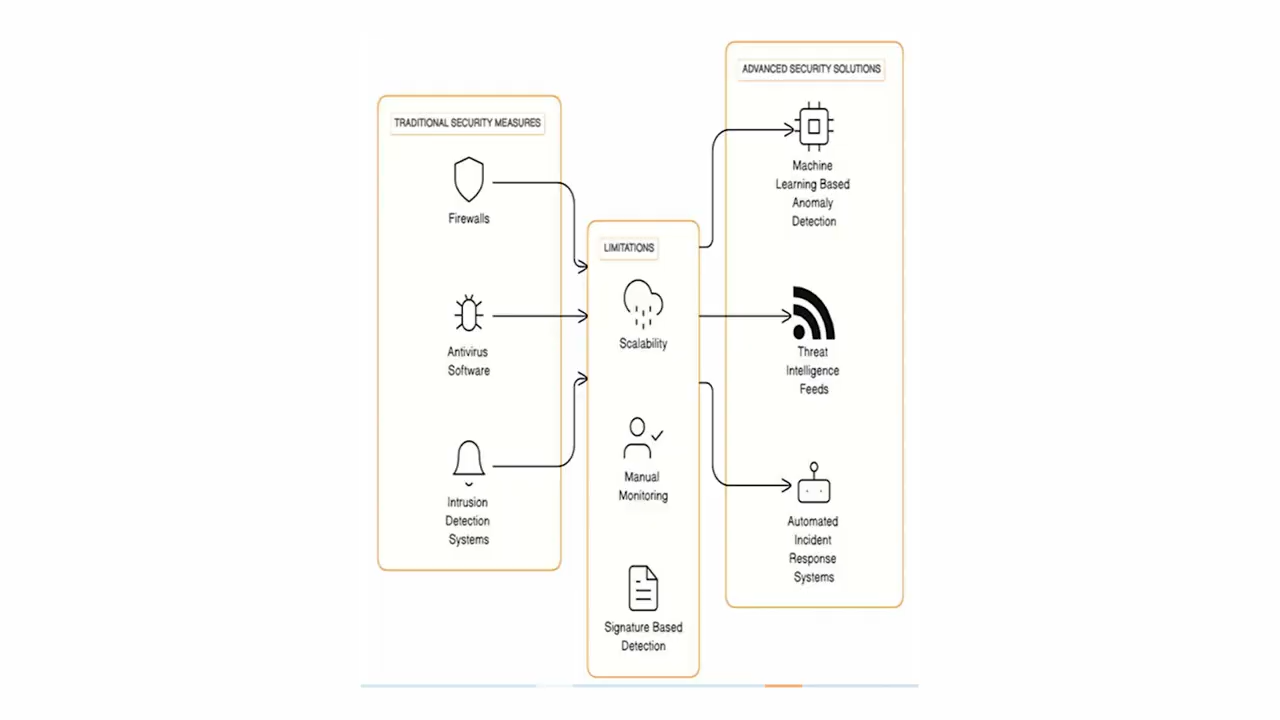 TRADITIONAL SECURITY MEASURES
Firewalls
Antivirus
Software
Intrusion
Detection
Systems
LIMITATIONS
Scalability
Manual
Monitoring
Signature Based
Detection
ADVANCED SECURITY SOLUTIONS
Machine
Learning Based
Anomaly
Detection
Threat
Intelligence
Feeds
Automated
Incident
Response
Systems